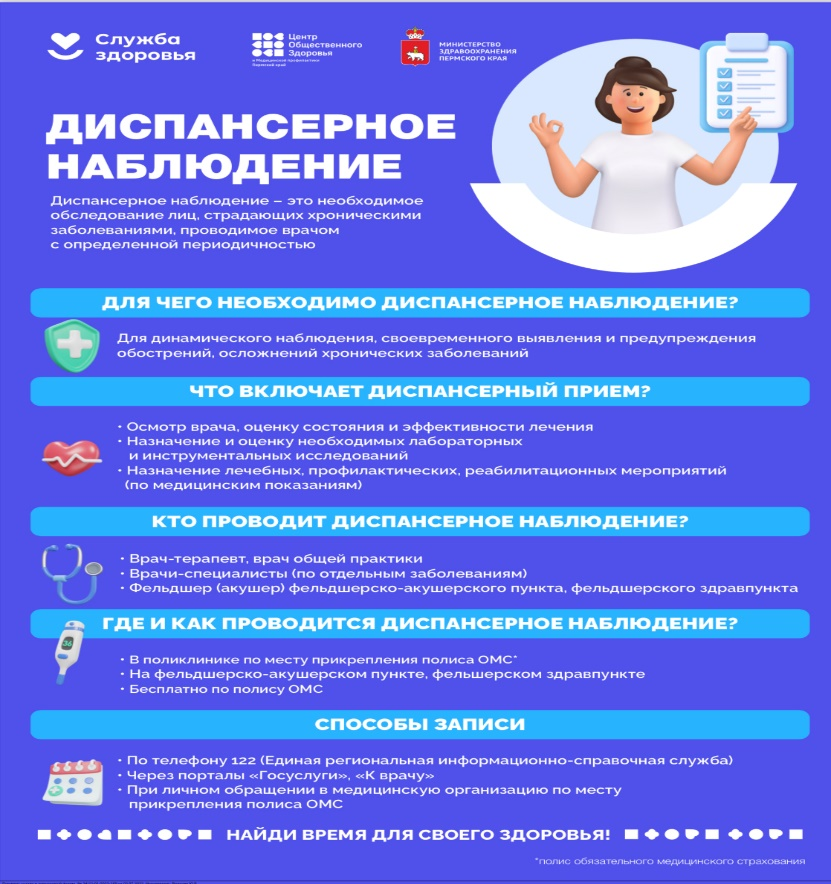 Служба
здоровья
Центр
Общественного
Здоровья
и Медицинской профилактики
Пермский край
МИНИСТЕРСТВО
ЗДРАВООХРАНЕНИЯ
ПЕРМСКОГО КРАЯ
ДИСПАНСЕРНОЕ
НАБЛЮДЕНИЕ
Диспансерное наблюдение – это необходимое
обследование лиц, страдающих хроническими
заболеваниями, проводимое врачом
с определенной периодичностью
ДЛЯ ЧЕГО НЕОБХОДИМО ДИСПАНСЕРНОЕ НАБЛЮДЕНИЕ?
Для динамического наблюдения, своевременного выявления и предупреждения
обострений, осложнений хронических заболеваний
ЧТО ВКЛЮЧАЕТ ДИСПАНСЕРНЫЙ ПРИЕМ?
• Осмотр врача, оценку состояния и эффективности лечения
• Назначение и оценку необходимых лабораторных
и инструментальных исследований
• Назначение лечебных, профилактических, реабилитационных мероприятий
(по медицинским показаниям)
КТО ПРОВОДИТ ДИСПАНСЕРНОЕ НАБЛЮДЕНИЕ?
• Врач-терапевт, врач общей практики
• Врачи-специалисты (по отдельным заболеваниям)
• Фельдшер (акушер) фельдшерско-акушерского пункта, фельдшерского здравпункта
ГДЕ И КАК ПРОВОДИТСЯ ДИСПАНСЕРНОЕ НАБЛЮДЕНИЕ?
36
• В поликлинике по месту прикрепления полиса ОМС*
• На фельдшерско-акушерском пункте, фельшерском здравпункте
• Бесплатно по полису ОМС
СПОСОБЫ ЗАПИСИ
• По телефону 122 (Единая региональная информационно-справочная служба)
• Через порталы «Госуслуги», «К врачу»
• При личном обращении в медицинскую организацию по месту
прикрепления полиса ОМС
НАЙДИ ВРЕМЯ ДЛЯ СВОЕГО ЗДОРОВЬЯ!
*полис обязательного медицинского страхования